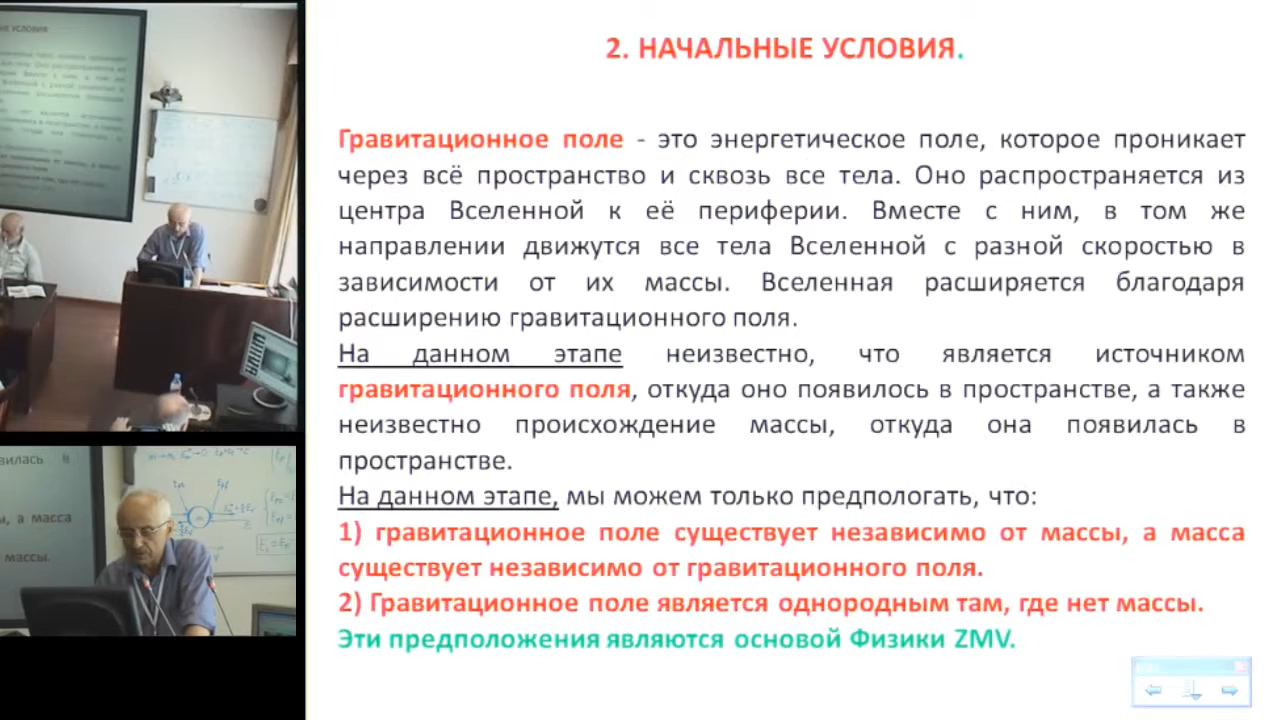 2. НАЧАЛЬНЫЕ УСЛОВИЯ.
Гравитационное поле - это энергетическое поле, которое проникает
через всё пространство и сквозь все тела. Оно распространяется из
центра Вселенной к её периферии. Вместе с ним, в том же
направлении движутся все тела Вселенной с разной скоростью в
зависимости от их массы. Вселенная расширяется благодаря
расширению гравитационного поля.
На данном этапе неизвестно, что является источником
гравитационного поля, откуда оно появилось в пространстве, а также
неизвестно происхождение массы, откуда она появилась в
пространстве.
На данном этапе, мы можем только предпологать, что:
1) гравитационное поле существует независимо от массы, а масса
существует независимо от гравитационного поля.
2) Гравитационное поле является однородным там, где нет массы.
Эти предположения являются основой Физики ZMV.
вилась в
ы, а масса
массы.